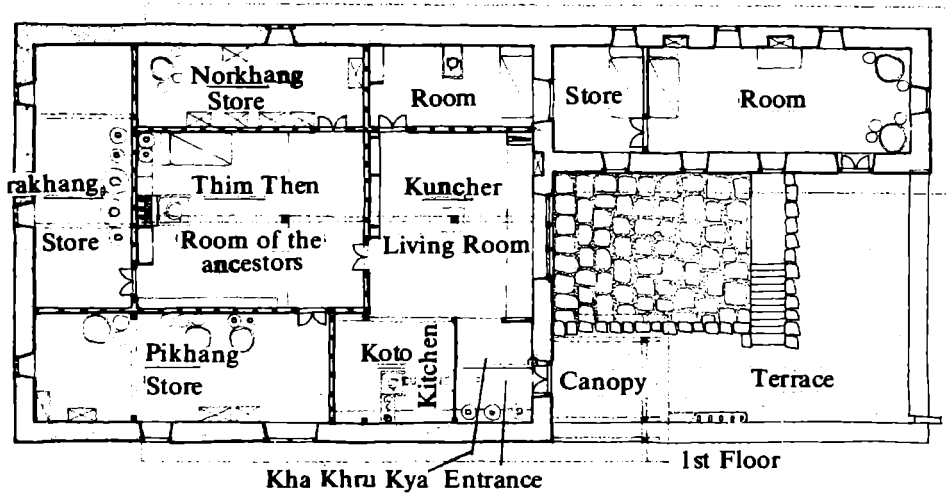 Norkhang
Store
Room
Store
Room
rakhang
Store
Thim Then
Room of the
ancestors
Kuncher
Living Room
Pikhang
Store
Koto
Kitchen
Canopy
Terrace
Kha Khru Kya Entrance
1st Floor